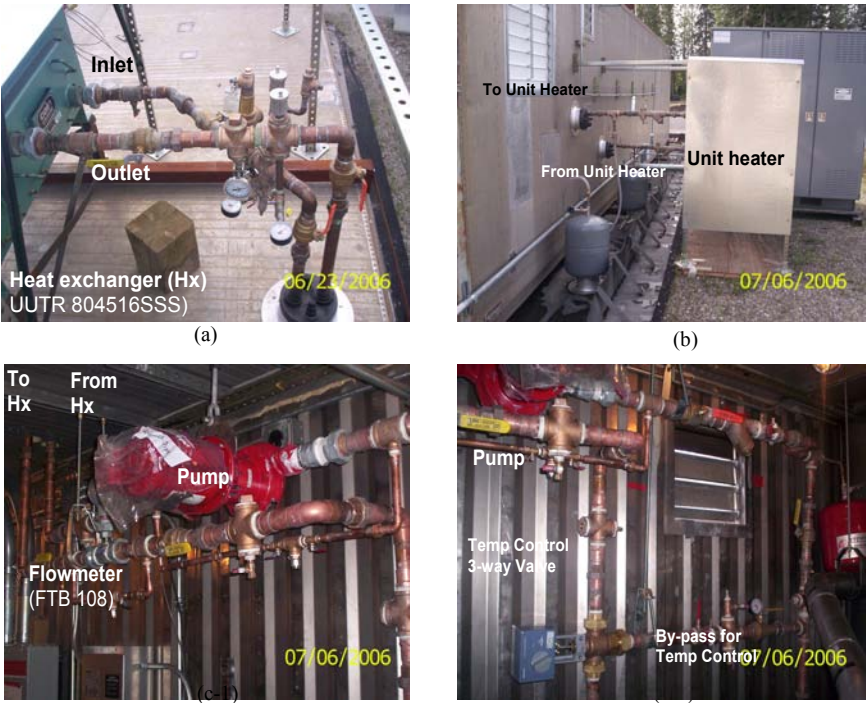 Inlet
Outlet
Heat exchanger (Hx)
UUTR 804516SSS)
06/23/2006
(a)
To Unit Heater
From Unit Heater
Unit heater
07/06/2006
(b)
To
Hx
From
Hx
Pump
Flowmeter
(FTB 108)
07/06/2006
(c-1)
Pump
Temp Control
3-way Valve
By-pass for
Temp Control
07/06/2006